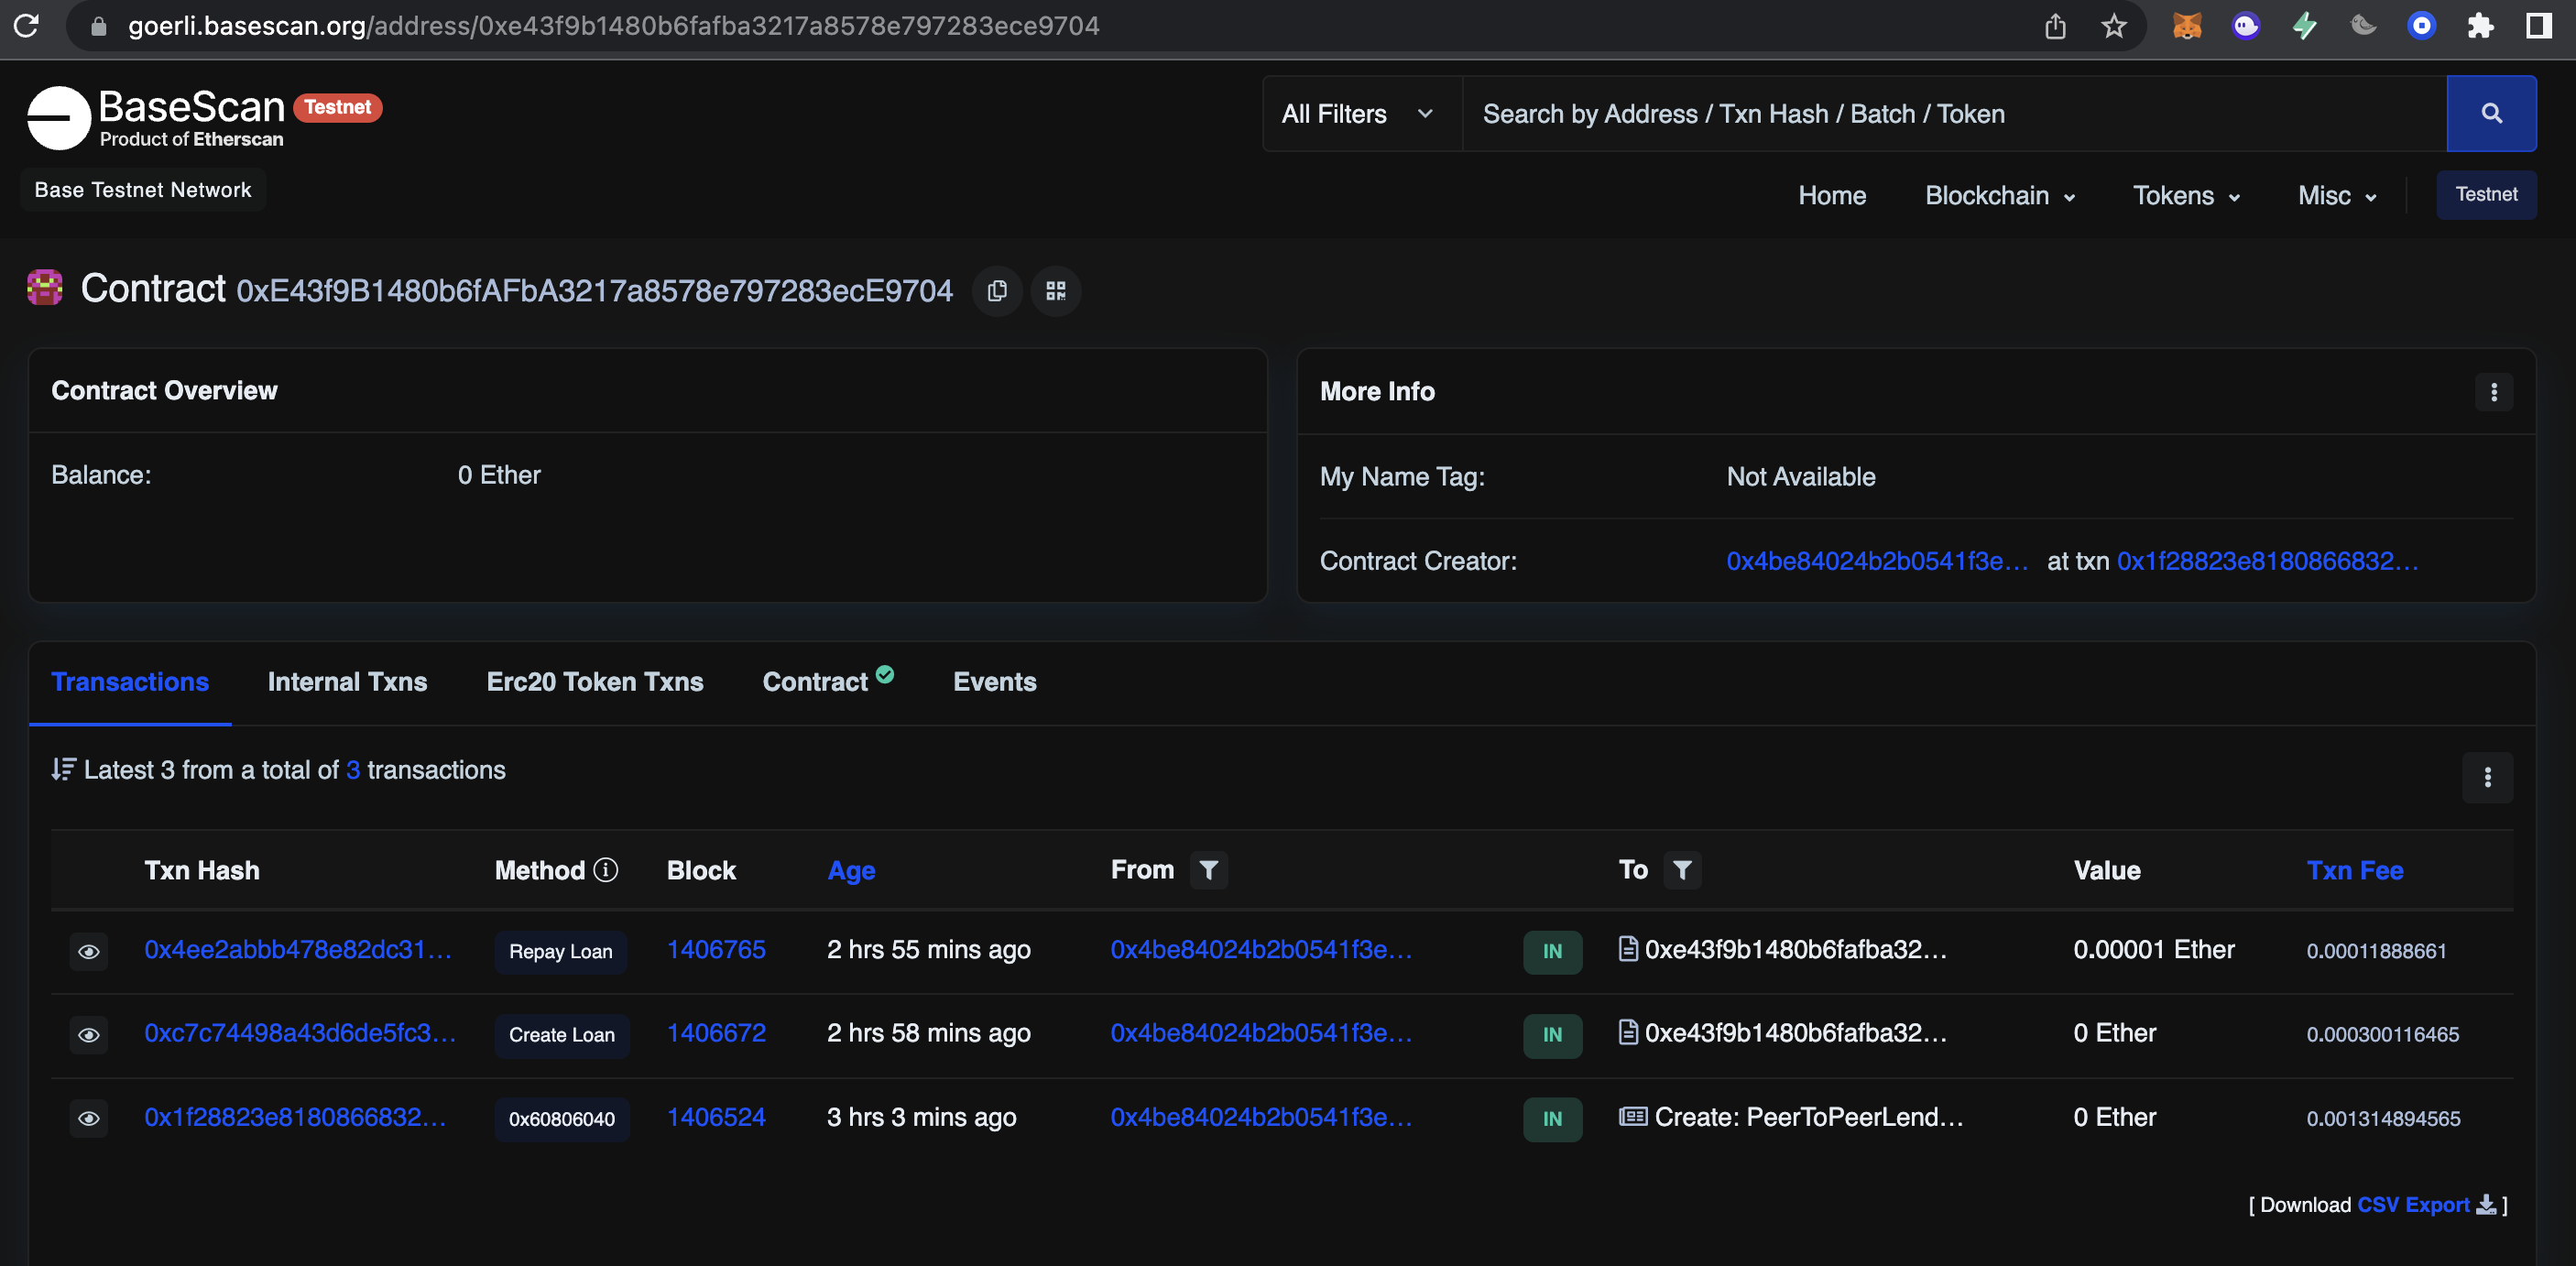 goerli.basescan.org/address/0xe43f9b1480b6fafba3217a8578e797283ece9704
BaseScan Testnet
Product of Etherscan
All Filters
Search by Address / Txn Hash / Batch / Token
Base Testnet Network
Home Blockchain Tokens Misc Testnet
Contract 0xE43f9B1480b6fAFbA3217a8578e797283ecE9704
Contract Overview
Balance: 0 Ether
More Info
My Name Tag: Not Available
Contract Creator: 0x4be84024b2b0541f3e... at txn 0x1f28823e8180866832...
Transactions Internal Txns Erc20 Token Txns Contract Events
Latest 3 from a total of 3 transactions
Txn Hash Method Block Age From To Value Txn Fee
0x4ee2abbb478e82dc31... Repay Loan 1406765 2 hrs 55 mins ago 0x4be84024b2b0541f3e... IN 0xe43f9b1480b6fafba32... 0.00001 Ether 0.00011888661
0xc7c74498a43d6de5fc3... Create Loan 1406672 2 hrs 58 mins ago 0x4be84024b2b0541f3e... IN 0xe43f9b1480b6fafba32... 0 Ether 0.000300116465
0x1f28823e8180866832... 0x60806040 1406524 3 hrs 3 mins ago 0x4be84024b2b0541f3e... IN Create: PeerToPeerLend... 0 Ether 0.001314894565
[ Download CSV Export ]